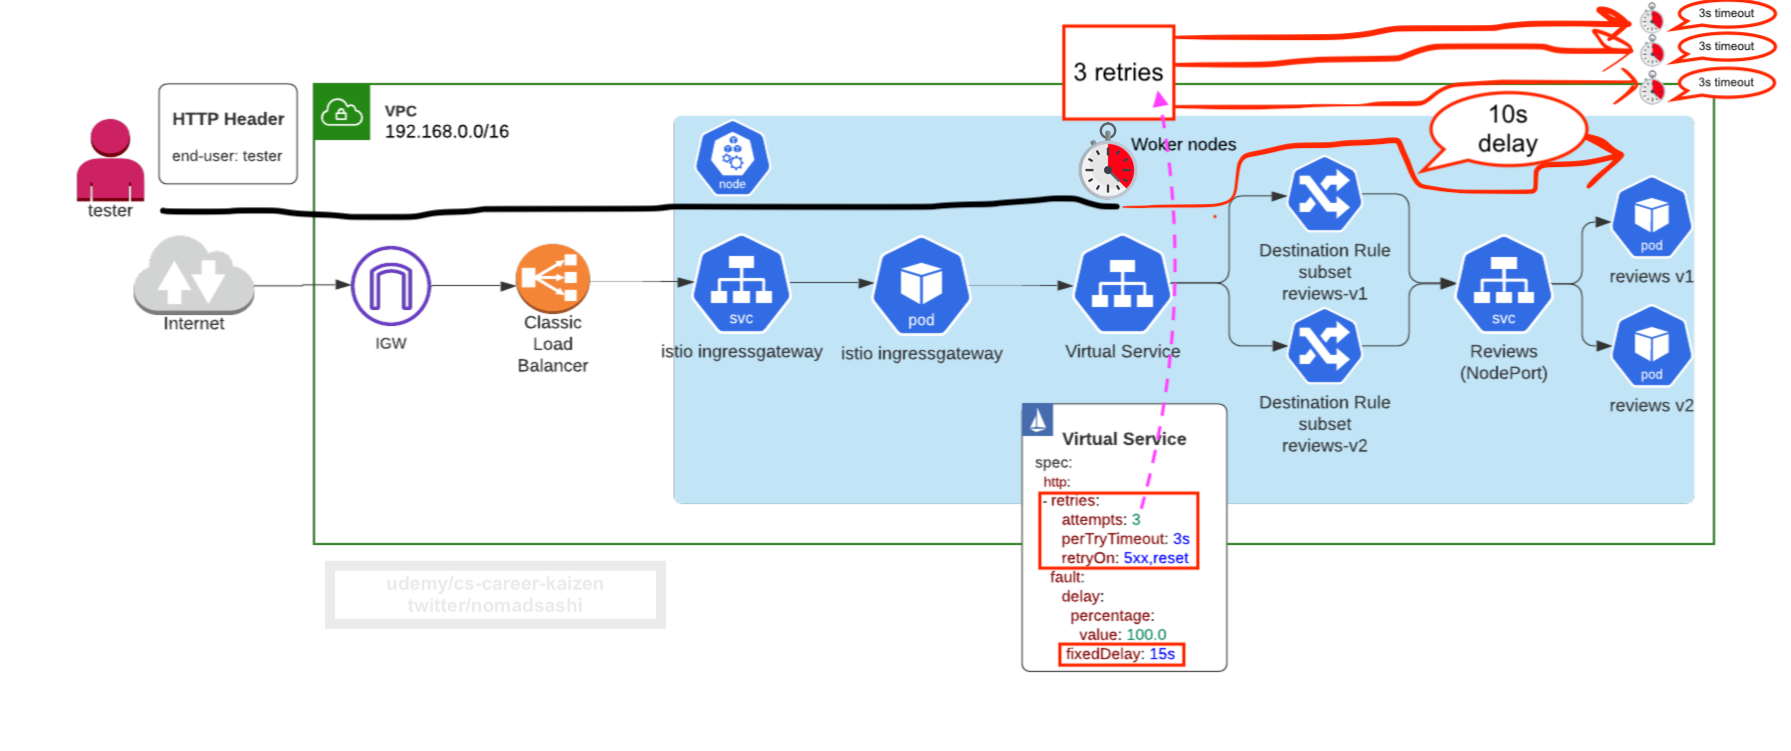 3s timeout
3s timeout
3s timeout
3 retries
HTTP Header
end-user: tester
tester
VPC
192.168.0.0/16
10s
delay
Woker nodes
node
Internet
IGW
Classic
Load
Balancer
svc
istio ingressgateway
pod
istio ingressgateway
Virtual Service
Destination Rule
subset
reviews-v1
Destination Rule
subset
reviews-v2
svc
Reviews
(NodePort)
pod
reviews v1
pod
reviews v2
Virtual Service
spec:
http:
- retries:
attempts: 3
perTryTimeout: 3s
retryOn: 5xx,reset
fault:
delay:
percentage:
value: 100.0
fixedDelay: 15s
udemy/cs-career-kaizen
twitter/nomadsashi